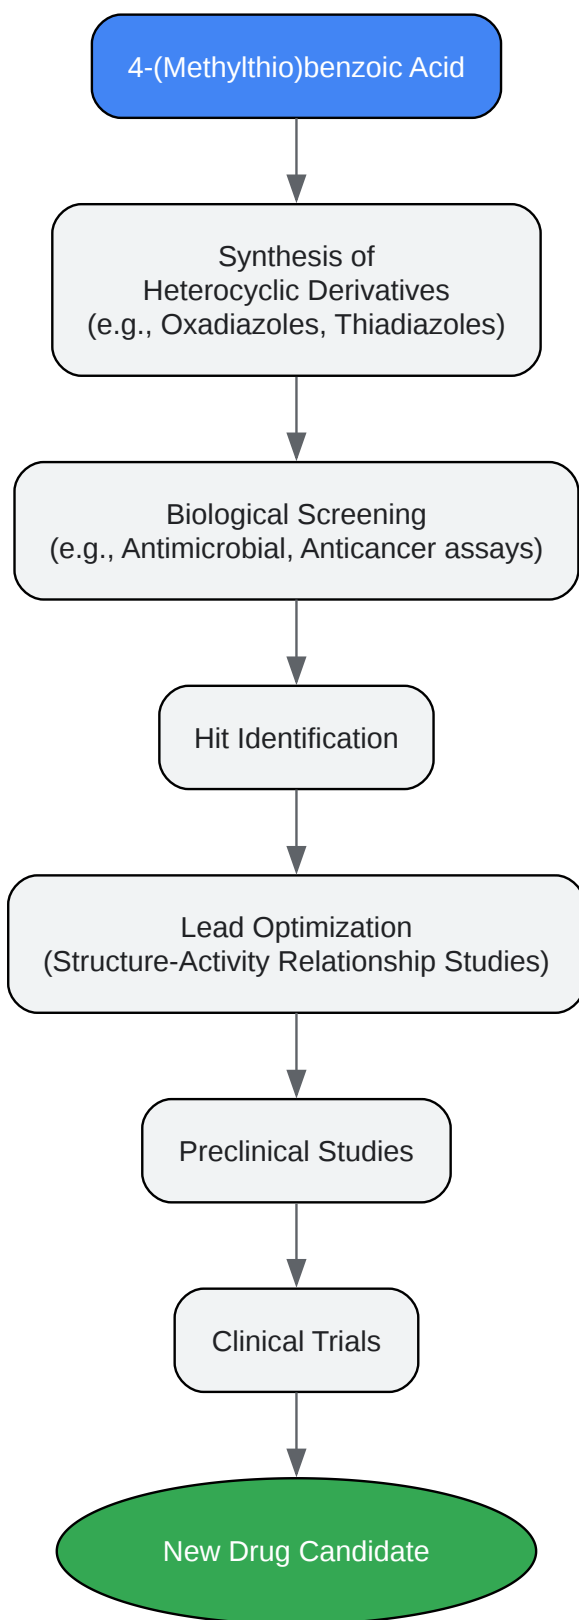 4-(Methylthio)benzoic Acid
Synthesis of
Heterocyclic Derivatives
(e.g., Oxadiazoles, Thiadiazoles)
Biological Screening
(e.g., Antimicrobial, Anticancer assays)
Hit Identification
Lead Optimization
(Structure-Activity Relationship Studies)
Preclinical Studies
Clinical Trials
New Drug Candidate